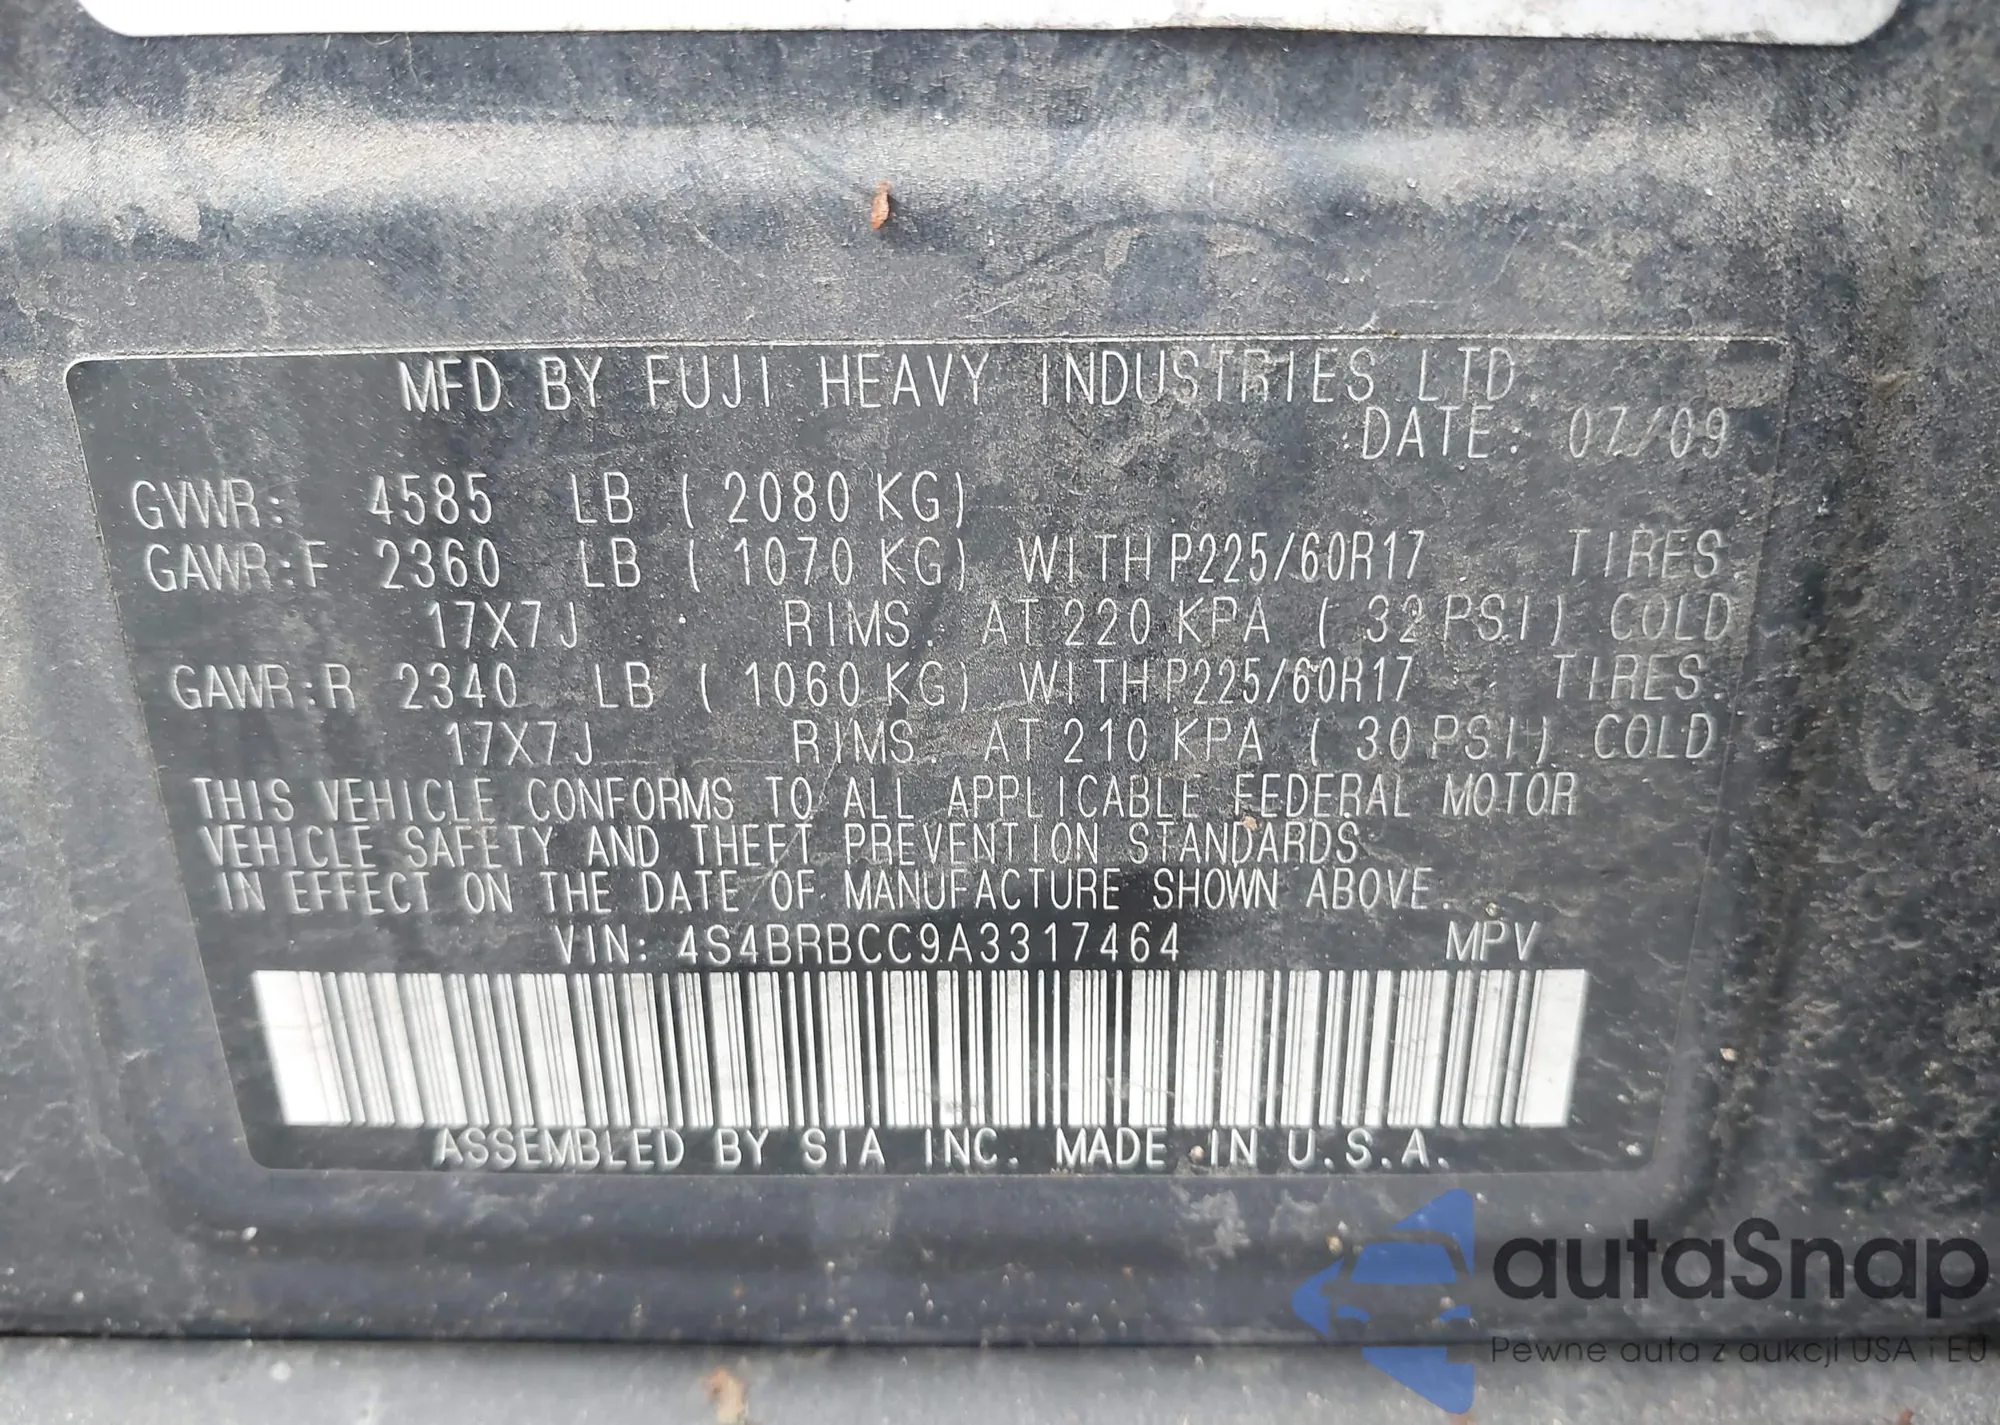 MFD. BY FUJI HEAVY INDUSTRIES LTD
DATE: 07/09
GVWR: 4585 LB ( 2080 KG)
GAWR:F 2360 LB ( 1070 KG) WITH P225/60R17 TIRES
17X7J RIMS. AT 220 KPA ( 32 PSI) COLD
GAWR:R 2340 LB ( 1060 KG) WITH P225/60R17 TIRES.
17X7J RIMS. AT 210 KPA ( 30 PSI) COLD
THIS VEHICLE CONFORMS TO ALL APPLICABLE FEDERAL MOTOR
VEHICLE SAFETY AND THEFT PREVENTION STANDARDS
IN EFFECT ON THE DATE OF MANUFACTURE SHOWN ABOVE.
VIN: 4S4BRBCC9A3317464 MPV
ASSEMBLED BY SIA INC. MADE IN U.S.A.
autaSnap
Pewne auta z aukcji USA i EU